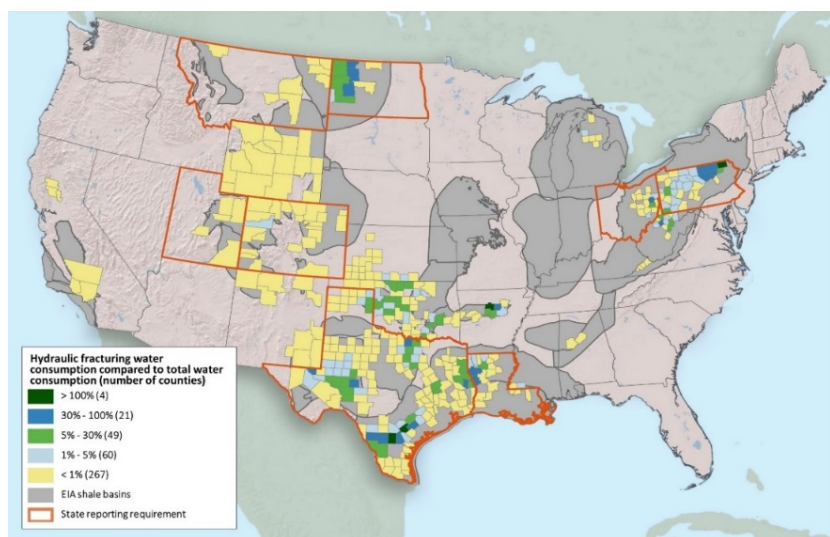 Hydraulic fracturing water
consumption compared to total water
consumption (number of counties)
> 100% (4)
30% - 100% (21)
5% - 30% (49)
1% - 5% (60)
< 1% (267)
EIA shale basins
State reporting requirement